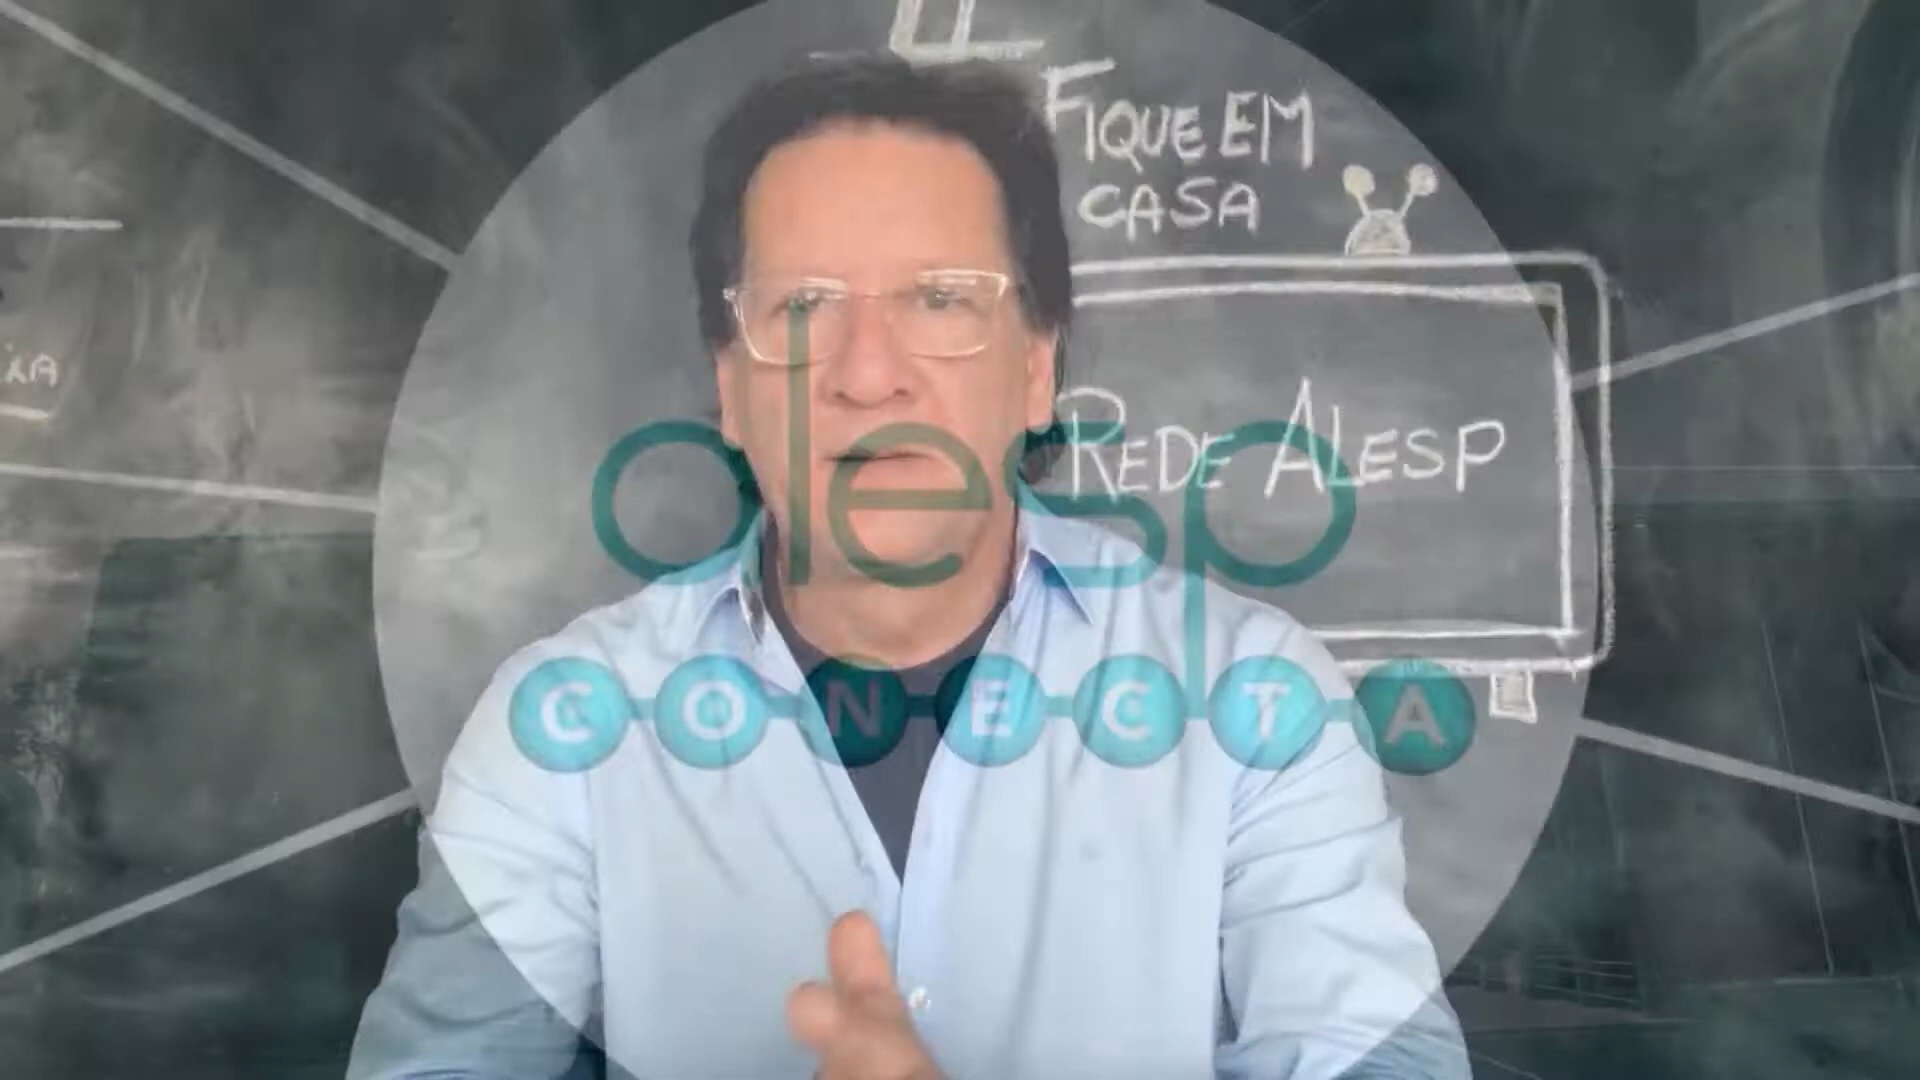 FIQUE EM
CASA
REDE ALESP
alesp
CONECTA